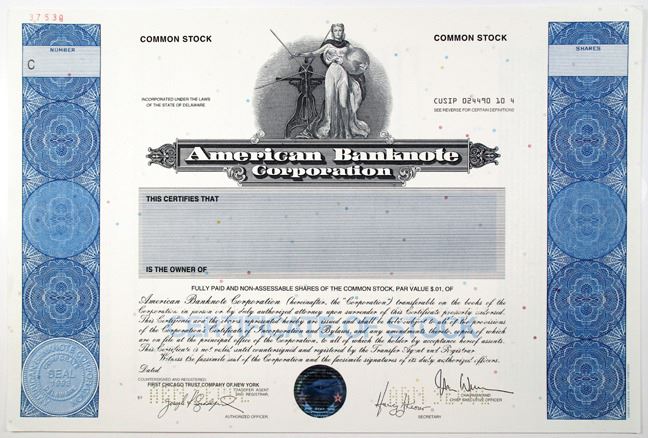 37530
NUMBER
C
COMMON STOCK
COMMON STOCK
SHARES
INCORPORATED UNDER THE LAWS
OF THE STATE OF DELAWARE
CUSIP 024490 10 4
SEE REVERSE FOR CERTAIN DEFINITIONS
American Banknote
Corporation
THIS CERTIFIES THAT
IS THE OWNER OF
FULLY PAID AND NON-ASSESSABLE SHARES OF THE COMMON STOCK, PAR VALUE $.01, OF
American Banknote Corporation (hereinafter, the "Corporation") transferable on the books of the
Corporation in person or by duly authorized attorney upon surrender of this Certificate properly endorsed.
This Certificate and the shares represented hereby are issued and shall be held subject to all of the provisions
of the Corporation's Certificate of Incorporation and By-laws and any amendments thereto, copies of which
are on file at the principal office of the Corporation, to all of which the holder by acceptance hereof assents.
This Certificate is not valid until countersigned and registered by the Transfer Agent and Registrar.
Witness the facsimile seal of the Corporation and the facsimile signatures of its duly authorized officers.
CERTIFICATE OF STOCK
Dated
COUNTERSIGNED AND REGISTERED:
FIRST CHICAGO TRUST COMPANY OF NEW YORK
TRANSFER AGENT
AND REGISTRAR,
BY
AUTHORIZED OFFICER.
SECRETARY
CHAIRMAN AND
CHIEF EXECUTIVE OFFICER